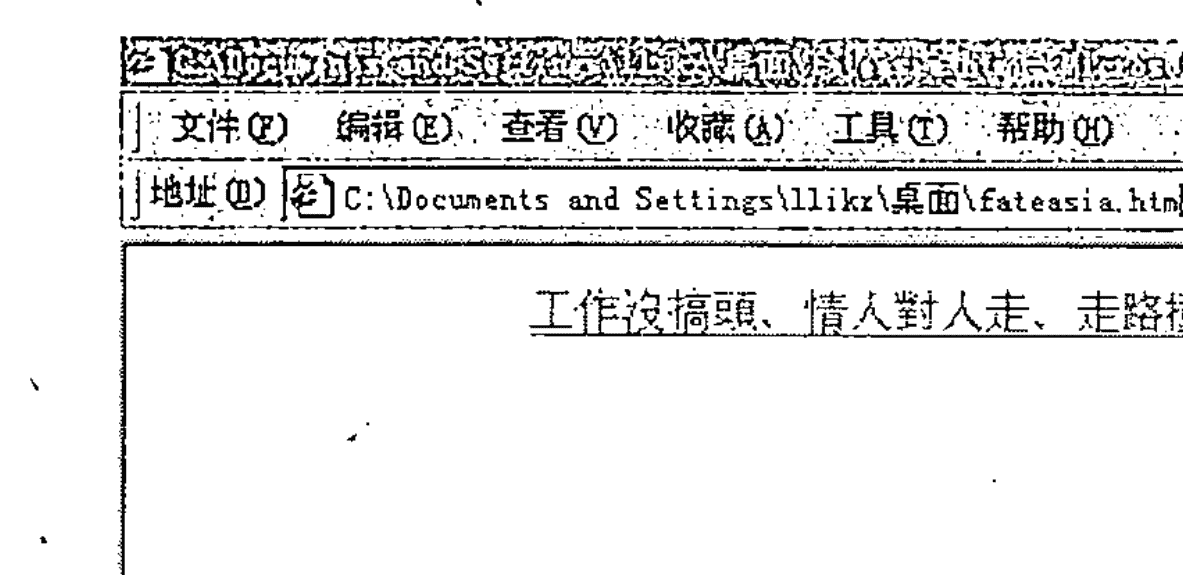 文件(F) 编辑(E) 查看(V) 收藏(A) 工具(T) 帮助(H)
地址(D) C:\Documents and Settings\llikz\桌面\fateasia.htm
工作沒搞頭、情人對人走、走路